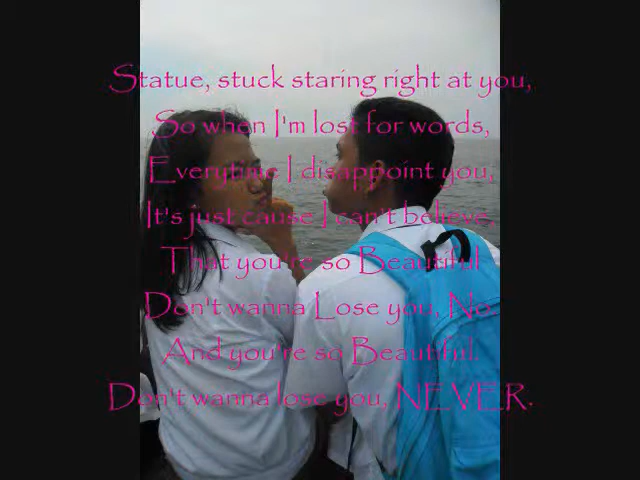 Statue, stuck staring right at you,
So when I'm lost for words,
Everytime I disappoint you,
It's just cause I can't believe,
That you're so Beautiful
Don't wanna Lose you, No.
And you're so Beautiful.
Don't wanna lose you, NEVER.